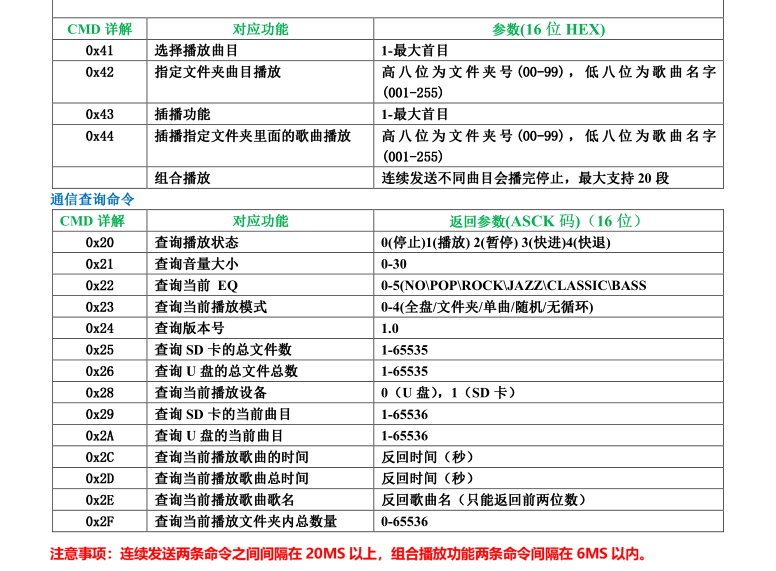 CMD 详解 对应功能 参数(16 位 HEX)
0x41 选择播放曲目 1-最大首目
0x42 指定文件夹曲目播放 高八位为文件夹号(00-99)，低八位为歌曲名字
(001-255)
0x43 插播功能 1-最大首目
0x44 插播指定文件夹里面的歌曲播放 高八位为文件夹号(00-99)，低八位为歌曲名字
(001-255)
组合播放 连续发送不同曲目会播完停止，最大支持 20 段
通信查询命令
CMD 详解 对应功能 返回参数(ASCK 码)（16 位）
0x20 查询播放状态 0(停止)1(播放) 2(暂停) 3(快进)4(快退)
0x21 查询音量大小 0-30
0x22 查询当前 EQ 0-5(NO\POP\ROCK\JAZZ\CLASSIC\BASS
0x23 查询当前播放模式 0-4(全盘/文件夹/单曲/随机/无循环)
0x24 查询版本号 1.0
0x25 查询 SD 卡的总文件数 1-65535
0x26 查询 U 盘的总文件总数 1-65535
0x28 查询当前播放设备 0（U 盘），1（SD 卡）
0x29 查询 SD 卡的当前曲目 1-65536
0x2A 查询 U 盘的当前曲目 1-65536
0x2C 查询当前播放歌曲的时间 反回时间（秒）
0x2D 查询当前播放歌曲总时间 反回时间（秒）
0x2E 查询当前播放歌曲歌名 反回歌曲名（只能返回前两位数）
0x2F 查询当前播放文件夹内总数量 0-65536
注意事项：连续发送两条命令之间间隔在 20MS 以上，组合播放功能两条命令间隔在 6MS 以内。